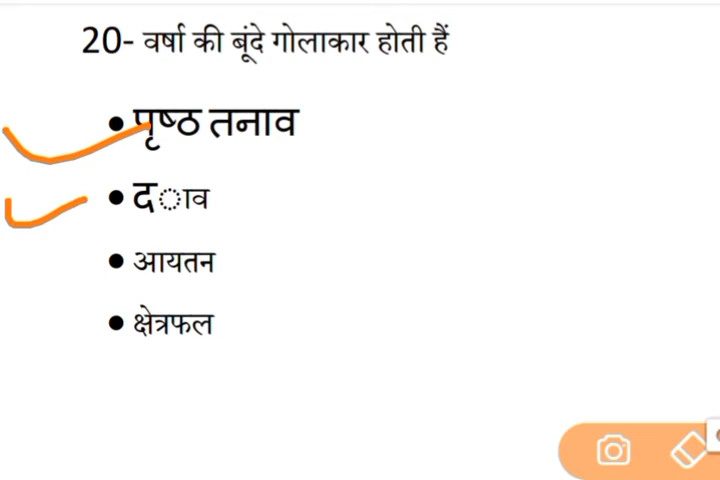 20- वर्षा की बूंदे गोलाकार होती हैं
• पृष्ठ तनाव
• द ाव
• आयतन
• क्षेत्रफल